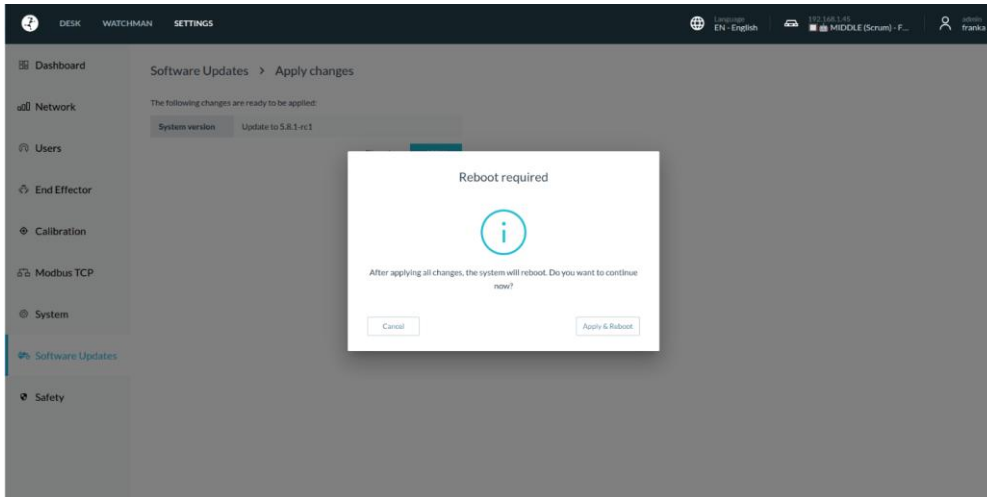 DESK WATCHMAN SETTINGS
Language
EN - English
192.168.1.45
MIDDLE (Scrum) - F...
admin
franka
Dashboard
Network
Users
End Effector
Calibration
Modbus TCP
System
Software Updates
Safety
Software Updates > Apply changes
The following changes are ready to be applied:
System version Update to 5.8.1-rc1
Reboot required
i
After applying all changes, the system will reboot. Do you want to continue
now?
Cancel Apply & Reboot